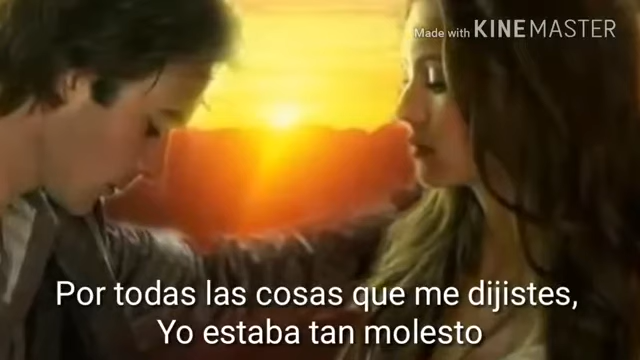 Made with KINEMASTER
Por todas las cosas que me dijistes,
Yo estaba tan molesto